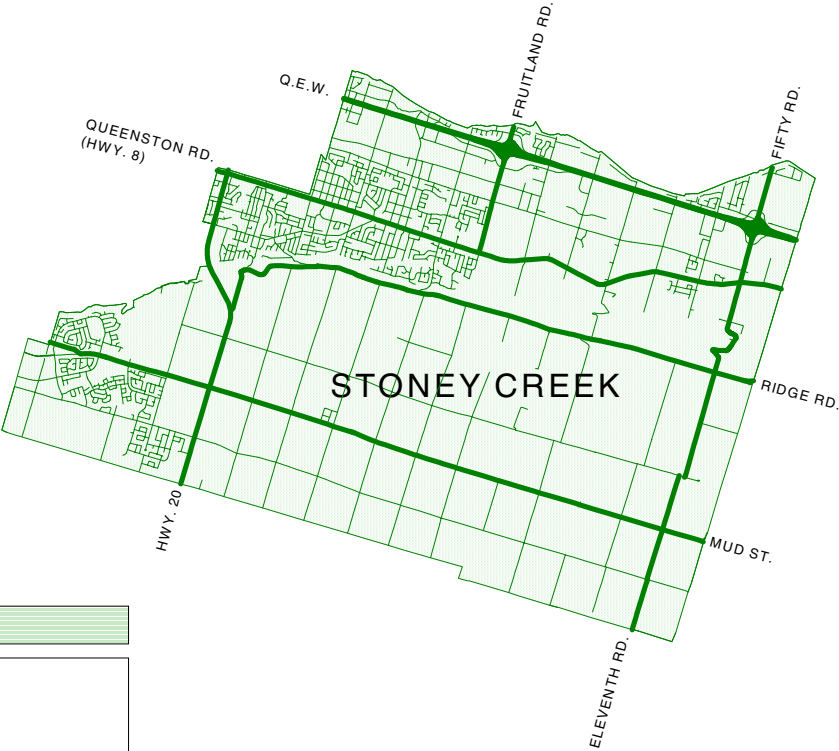 FRUITLAND RD.
Q.E.W.
FIFTY RD.
QUEENSTON RD.
(HWY. 8)
STONEY CREEK
RIDGE RD.
HWY. 20
MUD ST.
ELEVENTH RD.